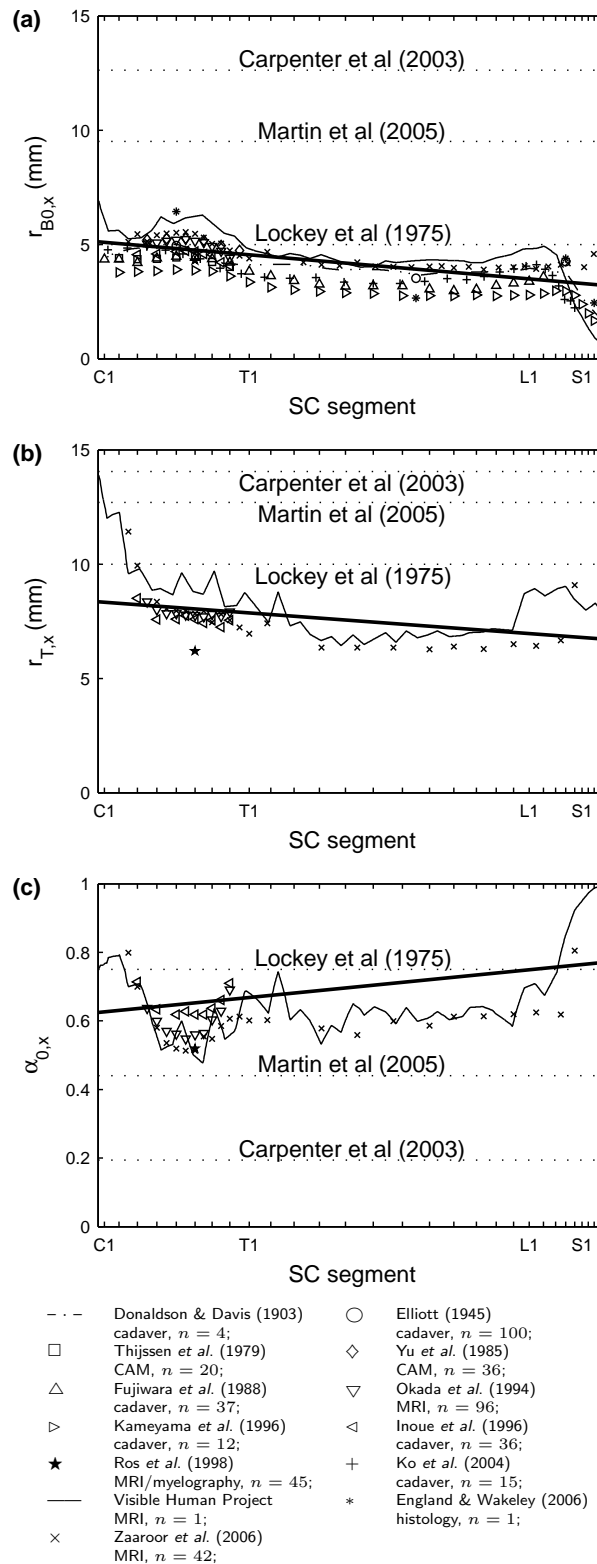 (a)
15
Carpenter et al (2003)
10
Martin et al (2005)
r_B0,x (mm)
5
Lockey et al (1975)
0
C1 T1 L1 S1
SC segment
(b)
15
Carpenter et al (2003)
Martin et al (2005)
10
Lockey et al (1975)
r_T,x (mm)
5
0
C1 T1 L1 S1
SC segment
(c)
1
0.8
Lockey et al (1975)
0.6
α_0,x
Martin et al (2005)
0.4
Carpenter et al (2003)
0.2
0
C1 T1 L1 S1
SC segment
Donaldson & Davis (1903)
cadaver, n = 4;
Thijssen et al. (1979)
CAM, n = 20;
Fujiwara et al. (1988)
cadaver, n = 37;
Kameyama et al. (1996)
cadaver, n = 12;
Ros et al. (1998)
MRI/myelography, n = 45;
Visible Human Project
MRI, n = 1;
Zaaroor et al. (2006)
MRI, n = 42;
Elliott (1945)
cadaver, n = 100;
Yu et al. (1985)
CAM, n = 36;
Okada et al. (1994)
MRI, n = 96;
Inoue et al. (1996)
cadaver, n = 36;
Ko et al. (2004)
cadaver, n = 15;
England & Wakeley (2006)
histology, n = 1;